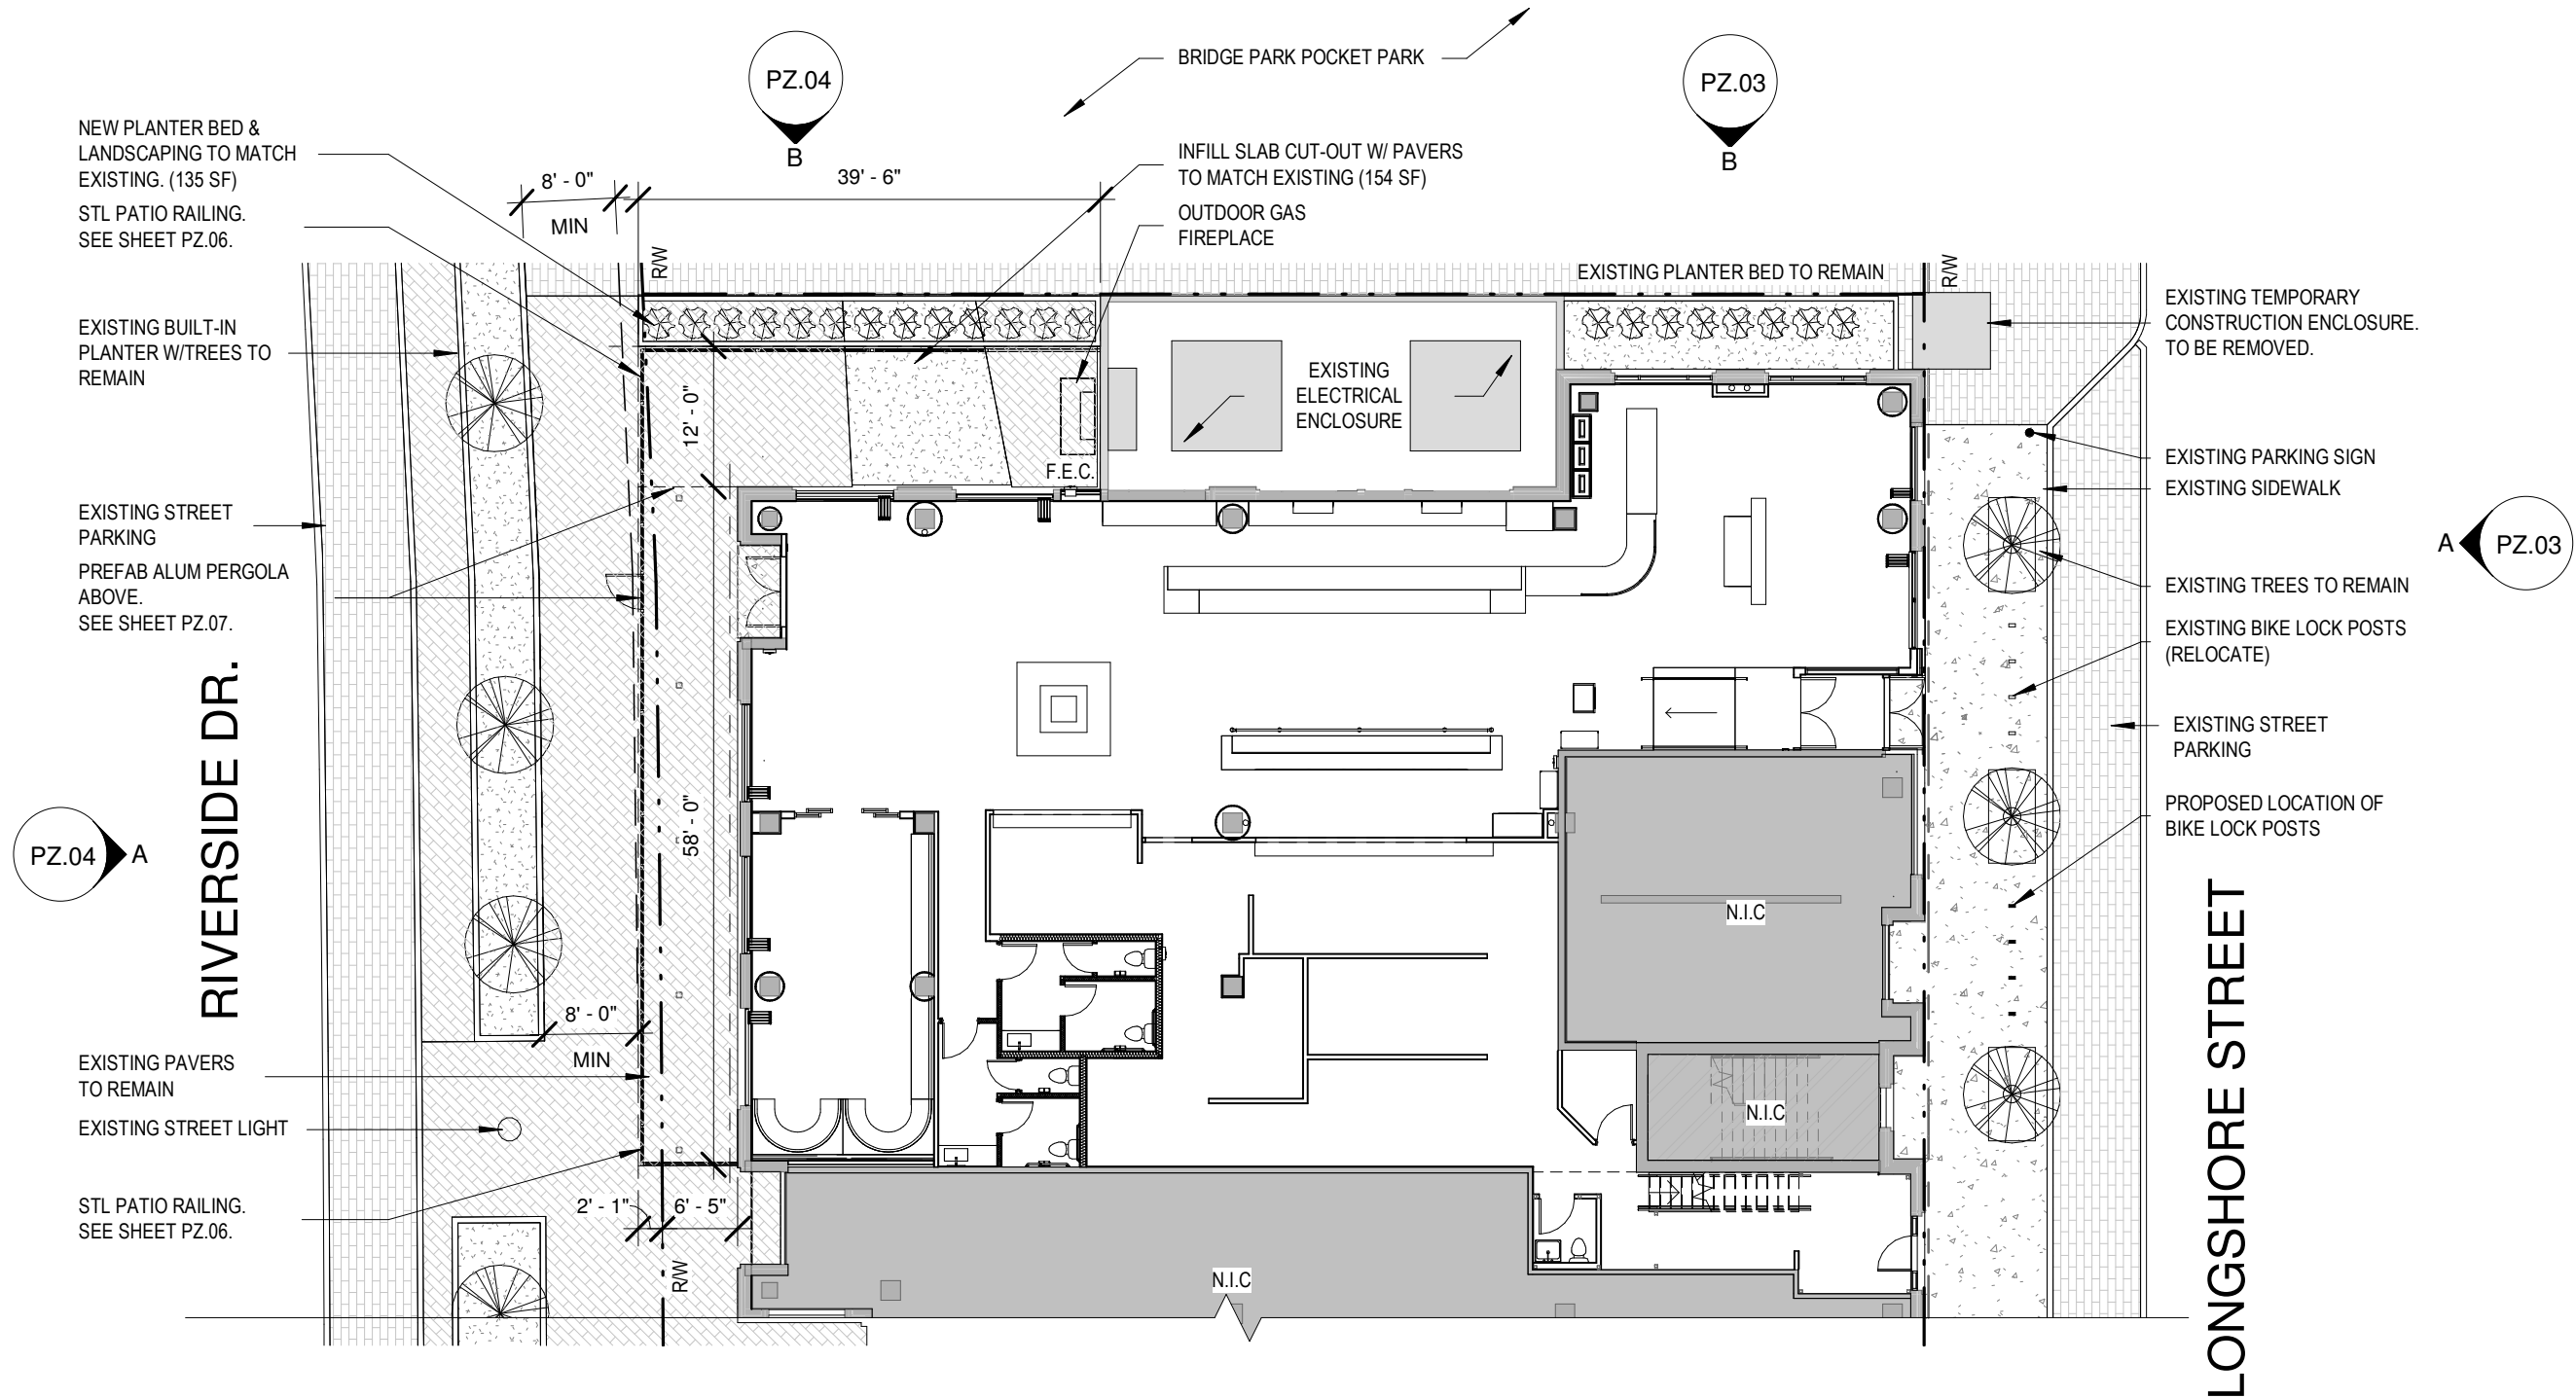 BRIDGE PARK POCKET PARK
PZ.04
B
PZ.03
B
NEW PLANTER BED &
LANDSCAPING TO MATCH
EXISTING. (135 SF)
STL PATIO RAILING.
SEE SHEET PZ.06.
8' - 0"
MIN
39' - 6"
INFILL SLAB CUT-OUT W/ PAVERS
TO MATCH EXISTING (154 SF)
OUTDOOR GAS
FIREPLACE
R/W
EXISTING PLANTER BED TO REMAIN
R/W
EXISTING BUILT-IN
PLANTER W/TREES TO
REMAIN
EXISTING TEMPORARY
CONSTRUCTION ENCLOSURE.
TO BE REMOVED.
EXISTING
ELECTRICAL
ENCLOSURE
12' - 0"
F.E.C.
EXISTING PARKING SIGN
EXISTING SIDEWALK
EXISTING STREET
PARKING
PREFAB ALUM PERGOLA
ABOVE.
SEE SHEET PZ.07.
A
PZ.03
EXISTING TREES TO REMAIN
EXISTING BIKE LOCK POSTS
(RELOCATE)
EXISTING STREET
PARKING
RIVERSIDE DR.
PZ.04
A
58' - 0"
PROPOSED LOCATION OF
BIKE LOCK POSTS
N.I.C
8' - 0"
MIN
EXISTING PAVERS
TO REMAIN
EXISTING STREET LIGHT
N.I.C
LONGSHORE STREET
STL PATIO RAILING.
SEE SHEET PZ.06.
2' - 1"
6' - 5"
R/W
N.I.C